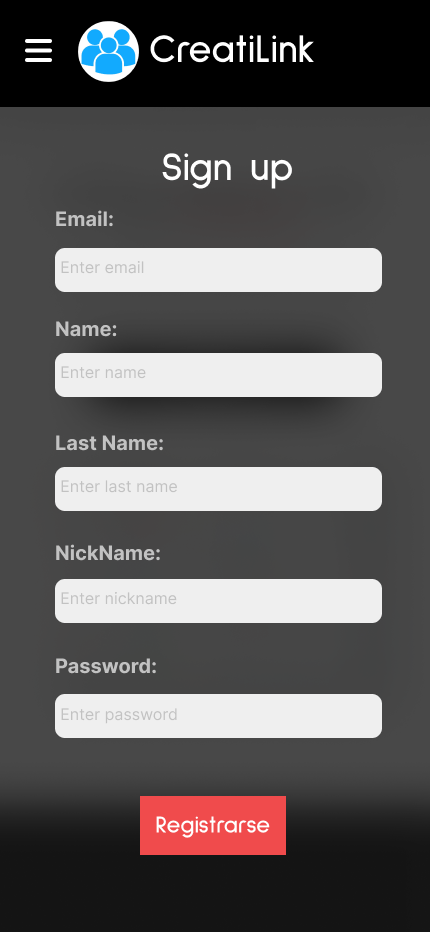 CreatiLink
Sign up
Email:
Enter email
Name:
Enter name
Last Name:
Enter last name
NickName:
Enter nickname
Password:
Enter password
Registrarse